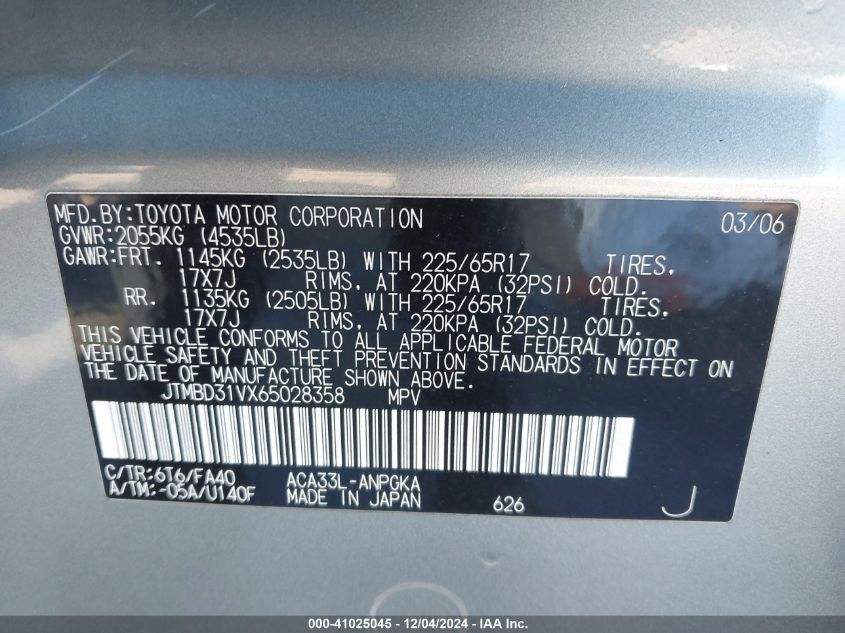 MFD.BY:TOYOTA MOTOR CORPORATION 03/06
GVWR:2055KG (4535LB)
GAWR:FRT. 1145KG (2535LB) WITH 225/65R17 TIRES,
17X7J RIMS, AT 220KPA (32PSI) COLD.
RR. 1135KG (2505LB) WITH 225/65R17 TIRES,
17X7J RIMS, AT 220KPA (32PSI) COLD.
THIS VEHICLE CONFORMS TO ALL APPLICABLE FEDERAL MOTOR
VEHICLE SAFETY AND THEFT PREVENTION STANDARDS IN EFFECT ON
THE DATE OF MANUFACTURE SHOWN ABOVE.
JTMBD31VX65028358 MPV
C/TR:6T6/FA40 ACA33L-ANPGKA
A/TM:-05A/U140F MADE IN JAPAN 626 J
000-41025045 - 12/04/2024 - IAA Inc.